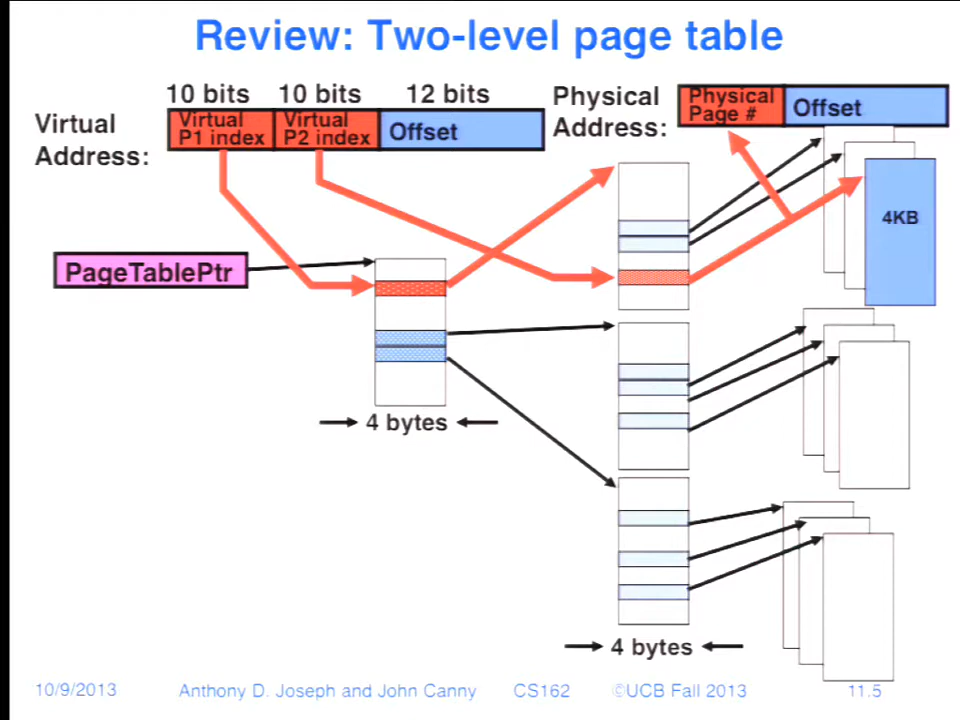 Review: Two-level page table
10 bits 10 bits 12 bits
Virtual
Address:
Virtual
P1 index
Virtual
P2 index
Offset
Physical
Address:
Physical
Page #
Offset
4KB
PageTablePtr
4 bytes
4 bytes
10/9/2013 Anthony D. Joseph and John Canny CS162 ©UCB Fall 2013 11.5